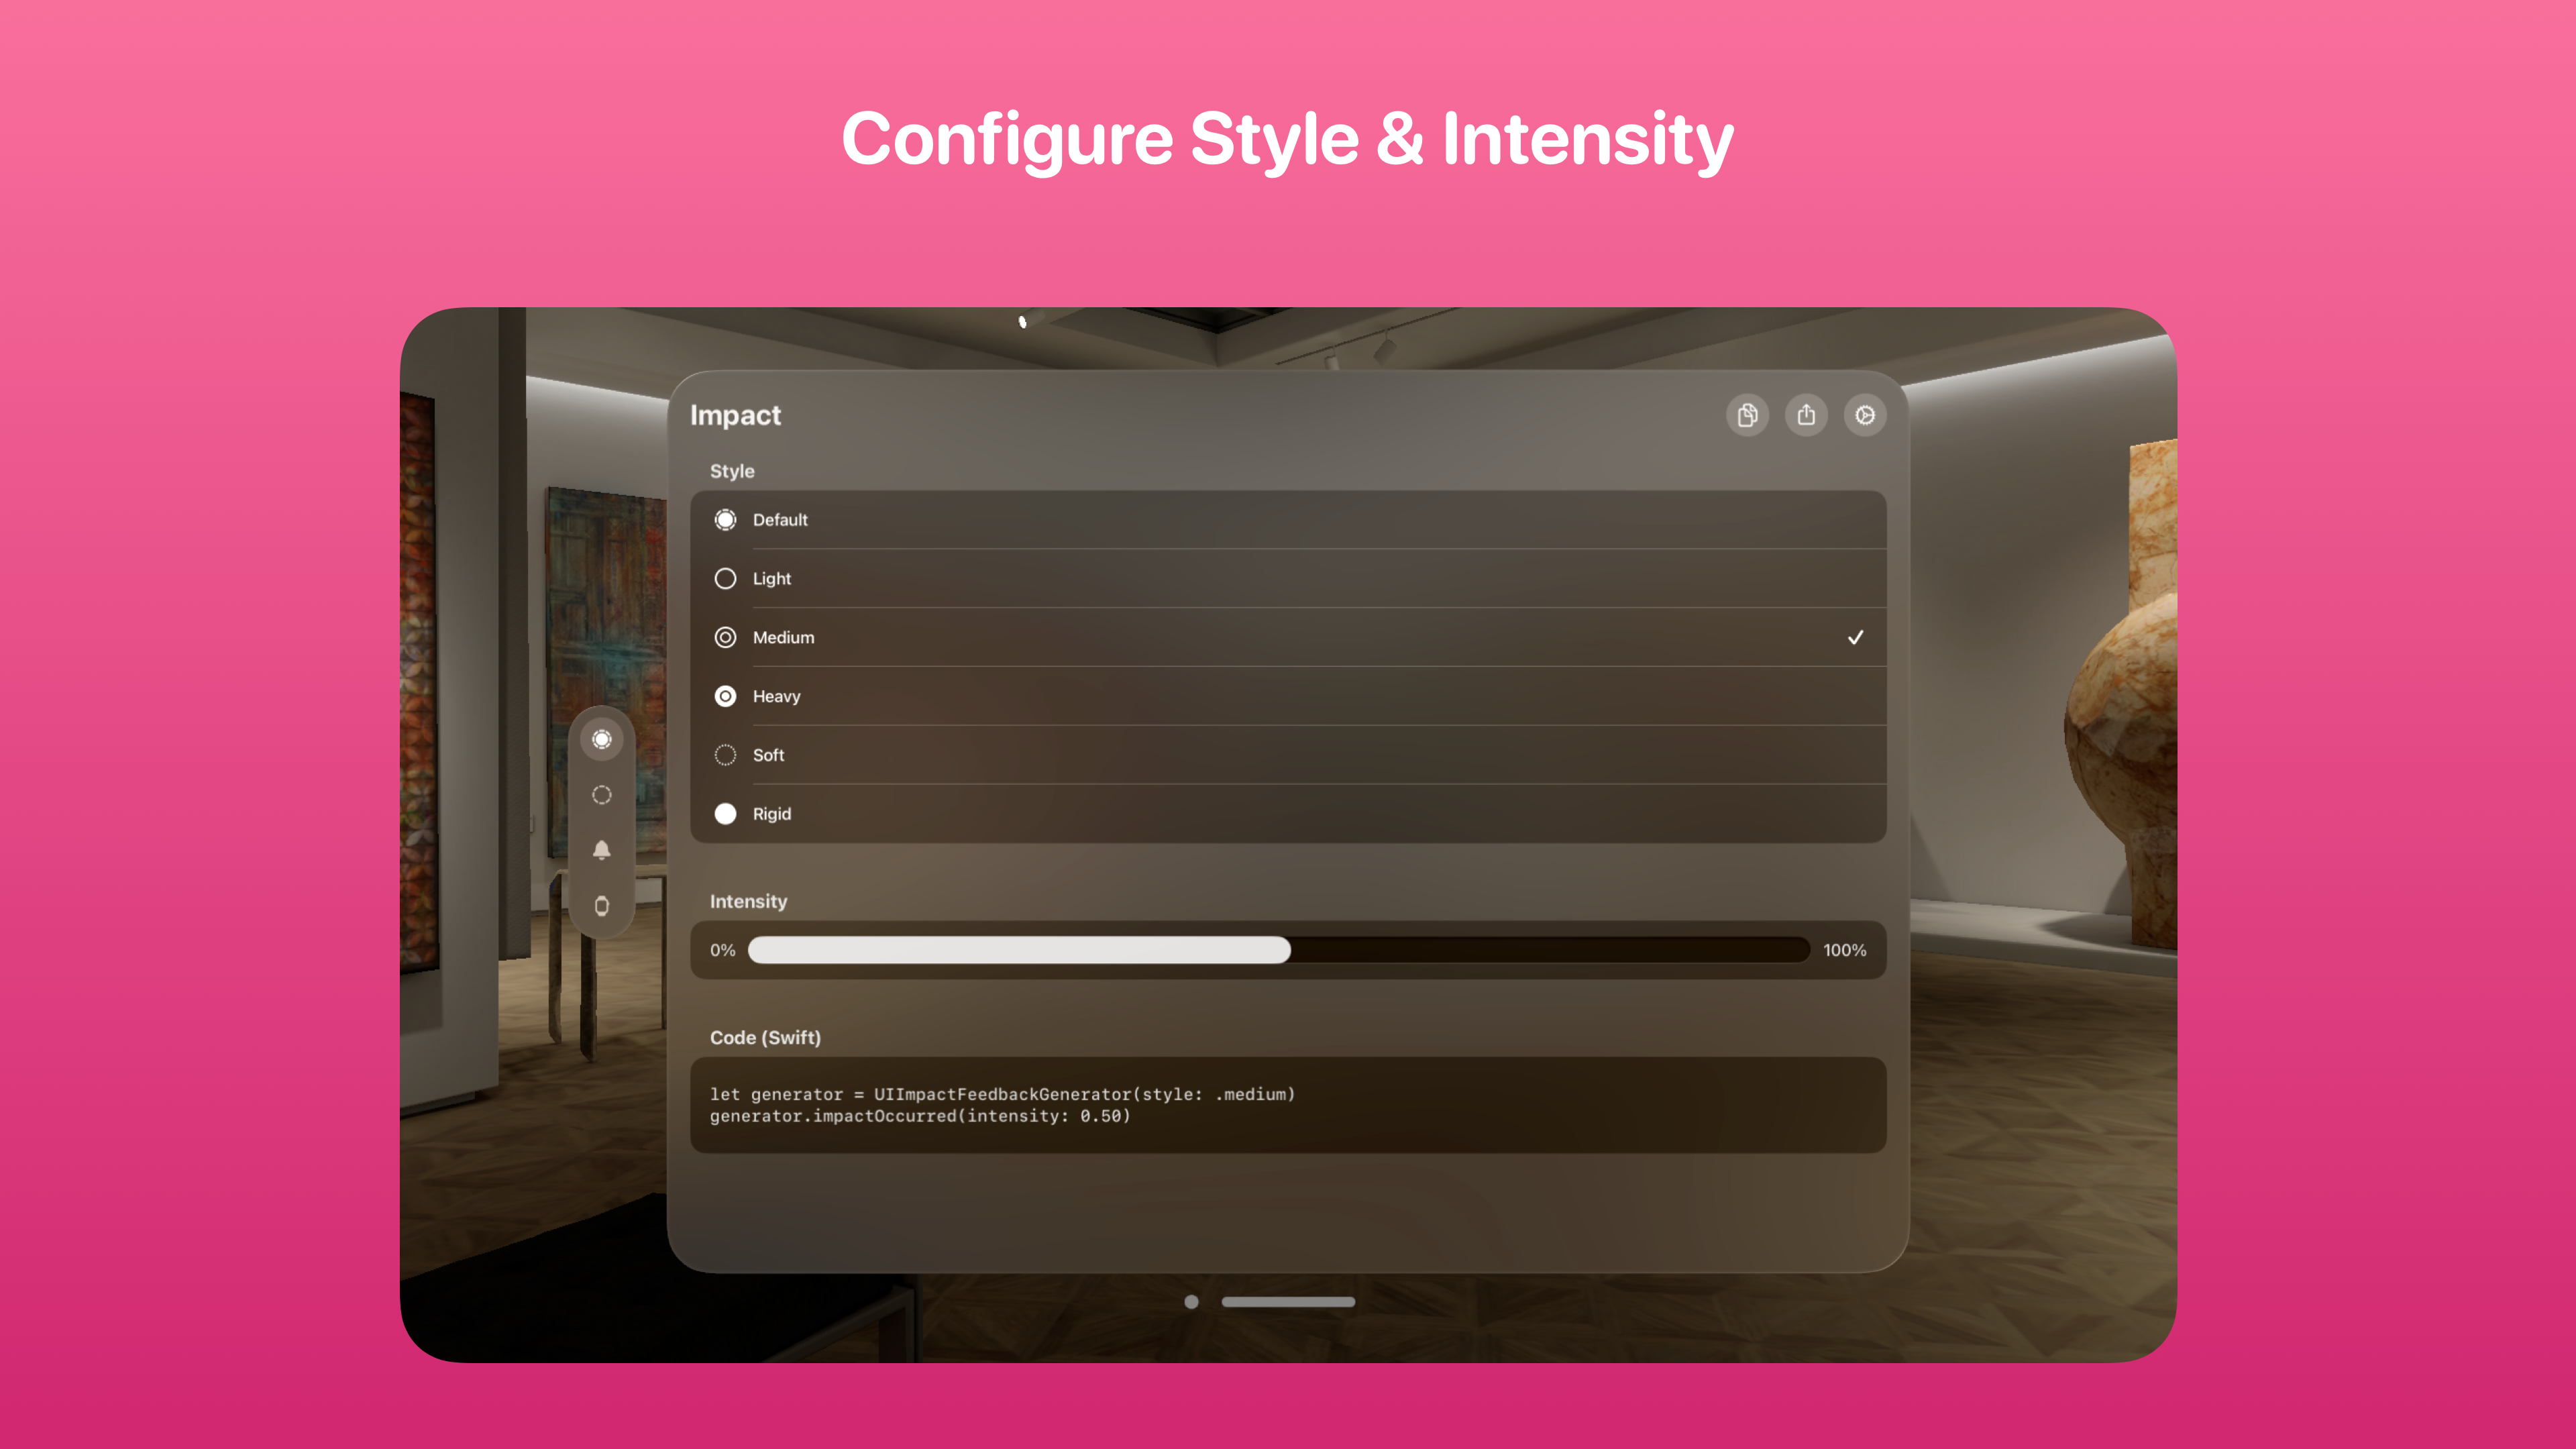 Configure Style & Intensity
Impact
Style
Default
Light
Medium
Heavy
Soft
Rigid
Intensity
0%
100%
Code (Swift)
let generator = UIImpactFeedbackGenerator(style: .medium)
generator.impactOccurred(intensity: 0.50)